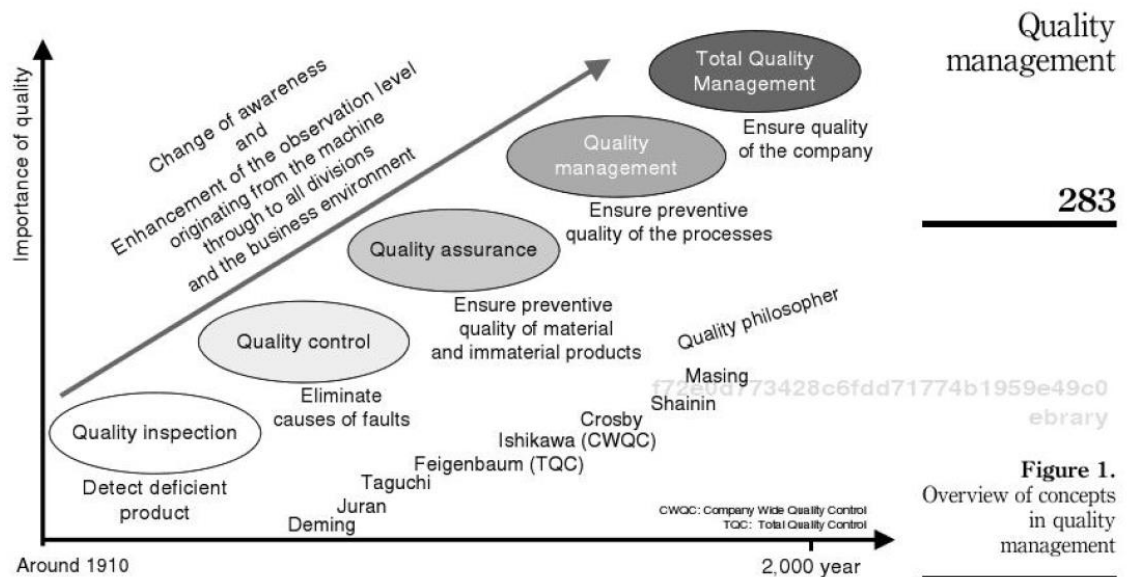 Quality
management
283
Importance of quality
Change of awareness
and
Enhancement of the observation level
originating from the machine
through to all divisions
and the business environment
Total Quality
Management
Ensure quality
of the company
Quality
management
Ensure preventive
quality of the processes
Quality assurance
Ensure preventive
quality of material
and immaterial products
Quality control
Eliminate
causes of faults
Quality inspection
Detect deficient
product
Quality philosopher
Masing
Shainin
Crosby
Ishikawa (CWQC)
Feigenbaum (TQC)
Taguchi
Juran
Deming
CWQC: Company Wide Quality Control
TQC: Total Quality Control
Around 1910
2,000 year
f72e0d773428c6fdd71774b1959e49c0
ebrary
Figure 1.
Overview of concepts
in quality
management